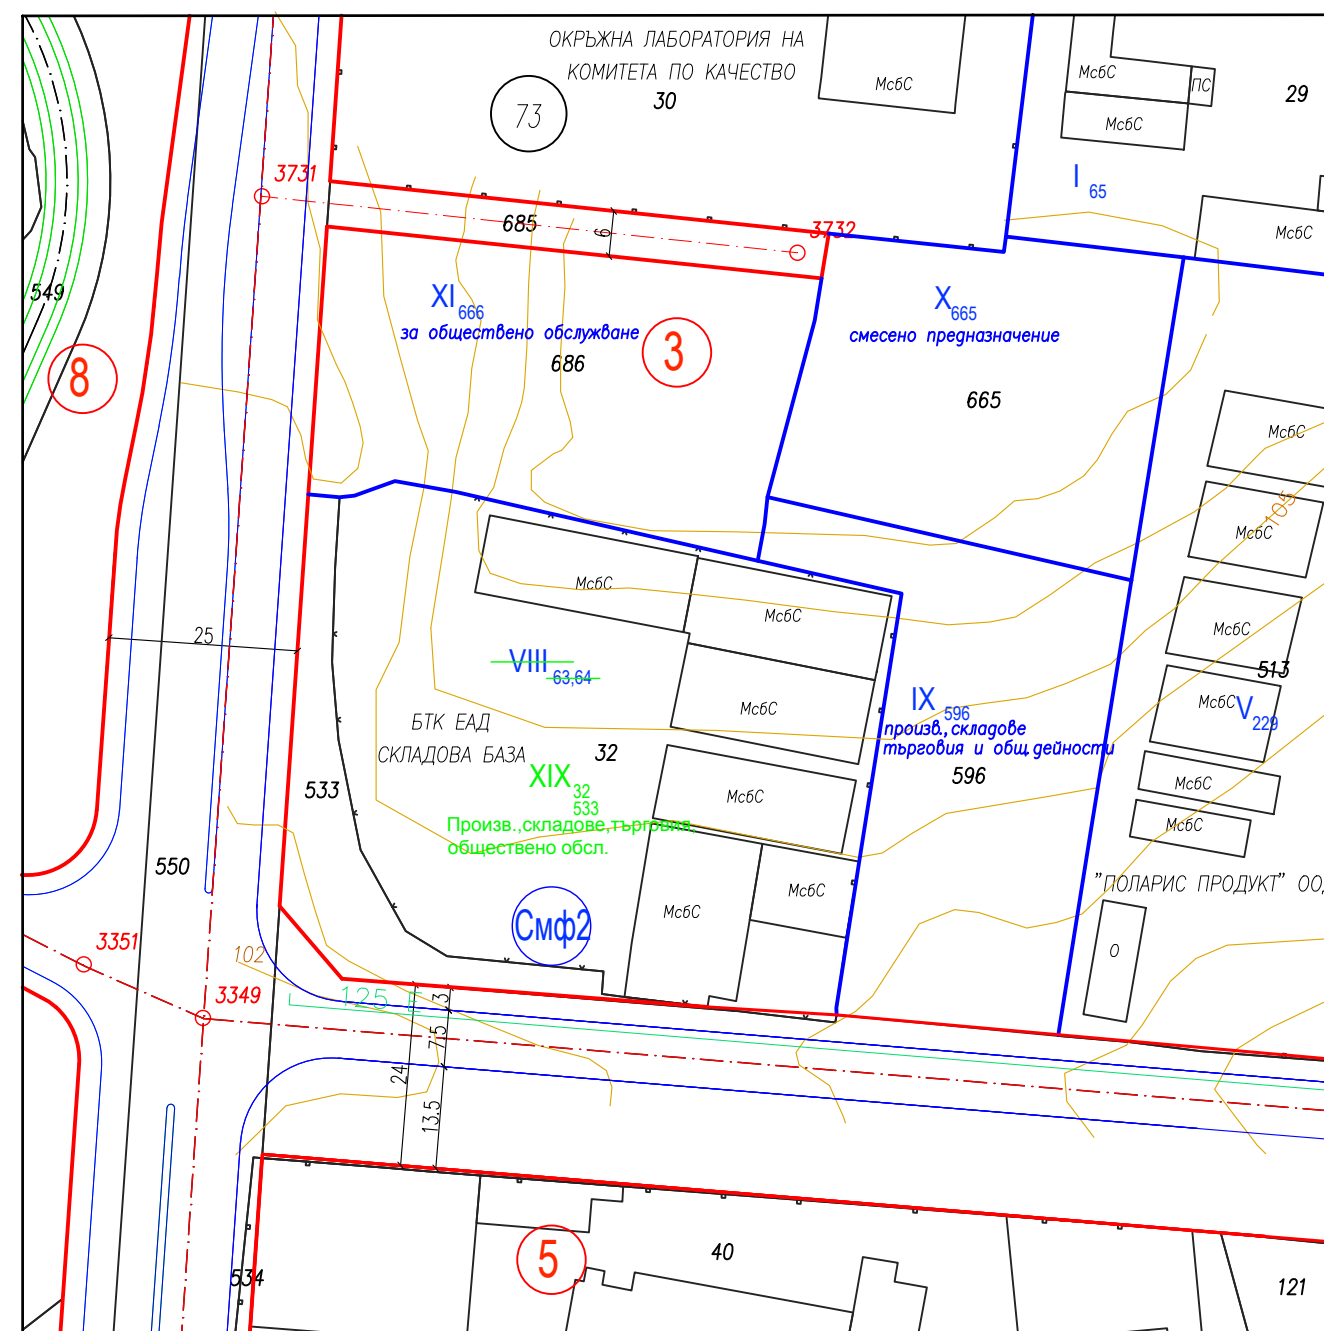 ОКРЪЖНА ЛАБОРАТОРИЯ НА
КОМИТЕТА ПО КАЧЕСТВО
30
73
МсбС
МсбС
ПС
МсбС
29
I 65
МсбС
3731
685
6
3732
549
XI 666
за обществено обслужване
686
3
8
X 665
смесено предназначение
665
МсбС
105
МсбС
МсбС
МсбС
МсбС
513
МсбС
V 229
25
VIII 63,64
БТК ЕАД
СКЛАДОВА БАЗА
32
МсбС
IX 596
произв.,складове
търговия и общ.дейности
596
XIX 32
533
Произв.,складове,търговия,
обществено обсл.
533
МсбС
МсбС
МсбС
550
МсбС
МсбС
"ПОЛАРИС ПРОДУКТ" ОО
Смф2
О
3351
102
3349
125 Е
3
7.5
24
13.5
534
5
40
121